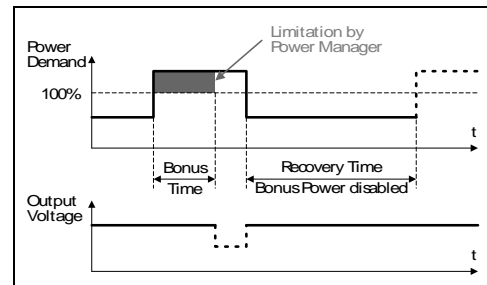 Limitation by
Power Manager
Power
Demand
100%
t
Bonus
Time
Recovery Time
Bonus Power disabled
Output
Voltage
t